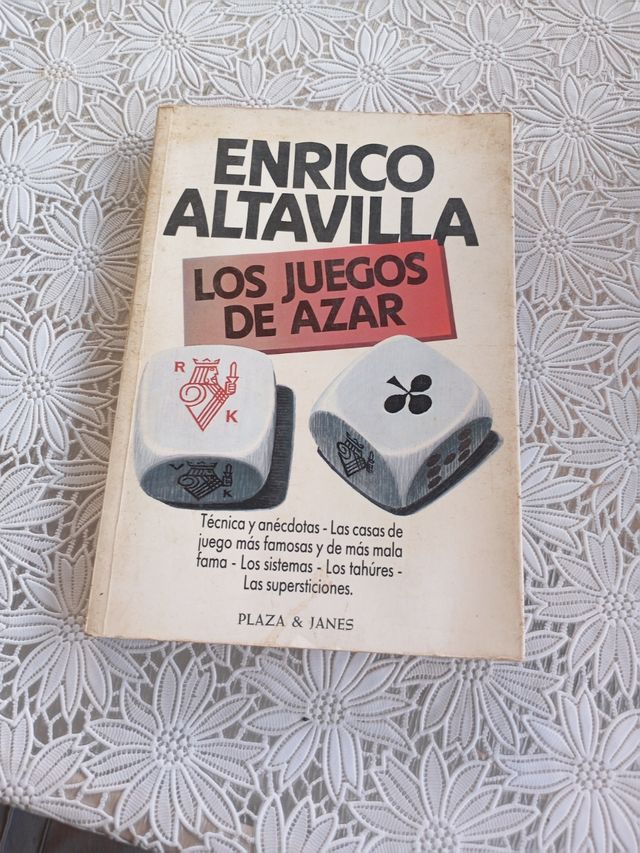 ENRICO
ALTAVILLA
LOS JUEGOS
DE AZAR
R
K
V
K
Técnica y anécdotas - Las casas de
juego más famosas y de más mala
fama - Los sistemas - Los tahúres -
Las supersticiones.
PLAZA & JANES